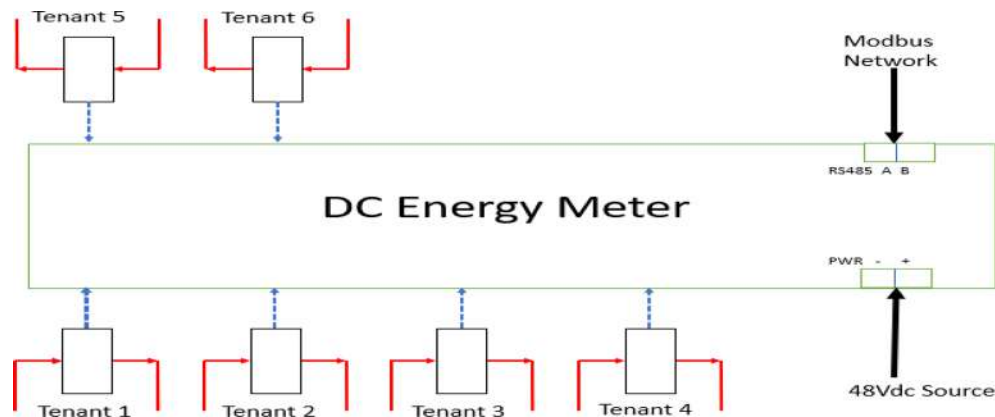 Tenant 5
Tenant 6
Modbus
Network
RS485 A B
DC Energy Meter
PWR - +
Tenant 1
Tenant 2
Tenant 3
Tenant 4
48Vdc Source